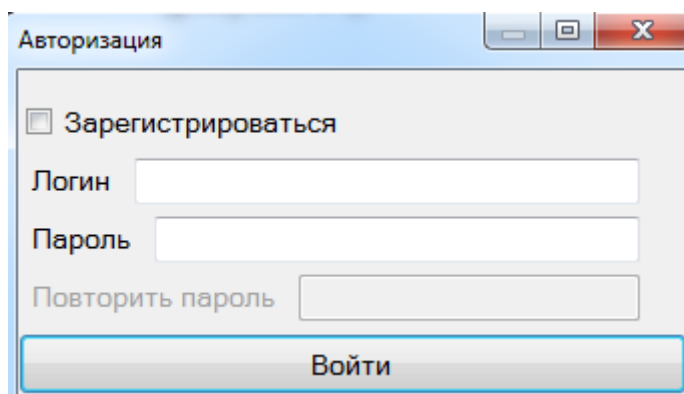 Авторизация
Зарегистрироваться
Логин
Пароль
Повторить пароль
Войти